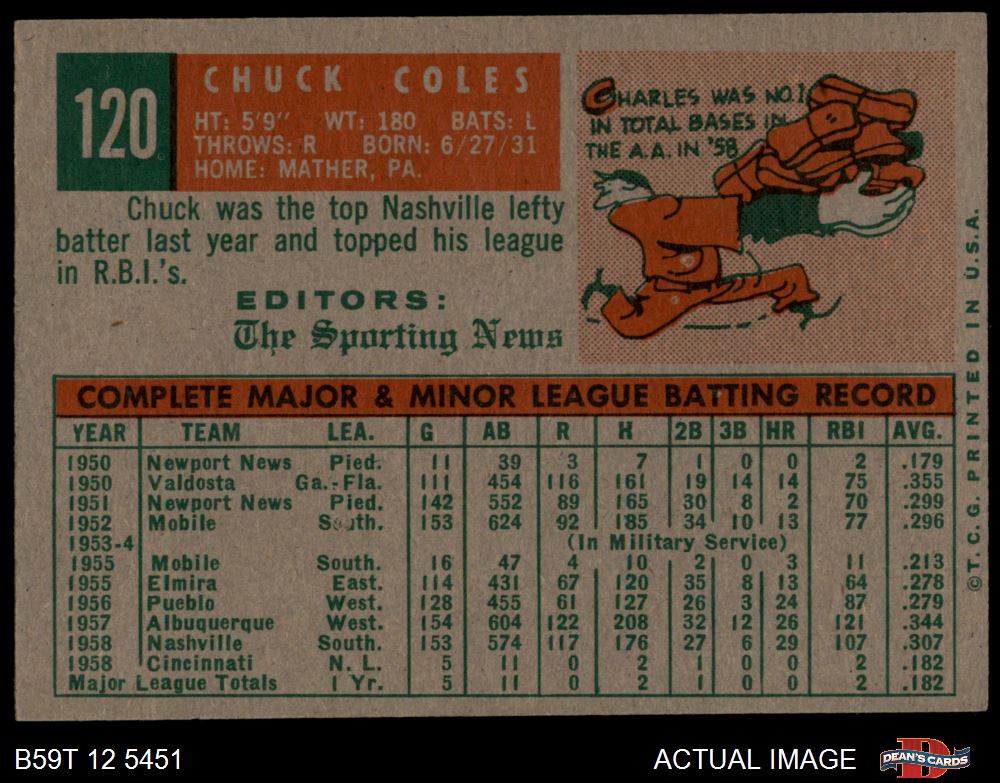 120
CHUCK COLES
HT: 5'9" WT: 180 BATS: L
THROWS: R BORN: 6/27/31
HOME: MATHER, PA.
CHARLES WAS NO.1
IN TOTAL BASES IN
THE A.A. IN '58
Chuck was the top Nashville lefty
batter last year and topped his league
in R.B.I.'s.
EDITORS:
The Sporting News
COMPLETE MAJOR & MINOR LEAGUE BATTING RECORD
YEAR TEAM LEA. G AB R H 2B 3B HR RBI AVG.
1950 Newport News Pied. 11 39 3 7 1 0 0 2 .179
1950 Valdosta Ga.-Fla. 111 454 116 161 19 14 14 75 .355
1951 Newport News Pied. 142 552 89 165 30 8 2 70 .299
1952 Mobile South. 153 624 92 185 34 10 13 77 .296
1953-4 (In Military Service)
1955 Mobile South. 16 47 4 10 2 0 3 11 .213
1955 Elmira East. 114 431 67 120 35 8 13 64 .278
1956 Pueblo West. 128 455 61 127 26 3 24 87 .279
1957 Albuquerque West. 154 604 122 208 32 12 26 121 .344
1958 Nashville South. 153 574 117 176 27 6 29 107 .307
1958 Cincinnati N. L. 5 11 0 2 1 0 0 2 .182
Major League Totals 1 Yr. 5 11 0 2 1 0 0 2 .182
©T.C.G. PRINTED IN U.S.A.
B59T 12 5451
ACTUAL IMAGE
DEAN'S CARDS